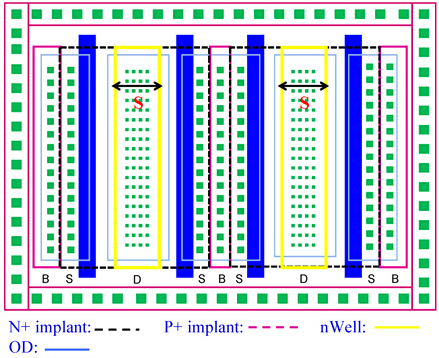 S S
B S D S B S D S B
N+ implant: P+ implant: nWell:
OD: